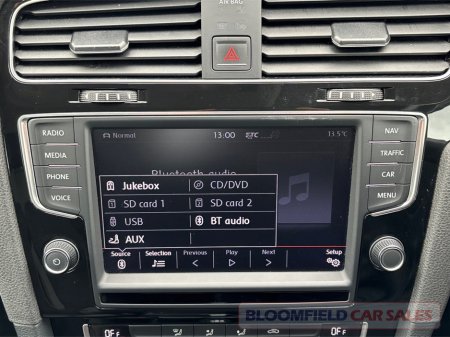 AIR BAG
RADIO
MEDIA
PHONE
VOICE
NAV
TRAFFIC
CAR
MENU
Normal 13:00 13.5°C
Bluetooth audio
Jukebox CD/DVD
SD card 1 SD card 2
USB BT audio
AUX
Source Selection Previous Play Next Setup
OFF OFF
BLOOMFIELD CAR SALES